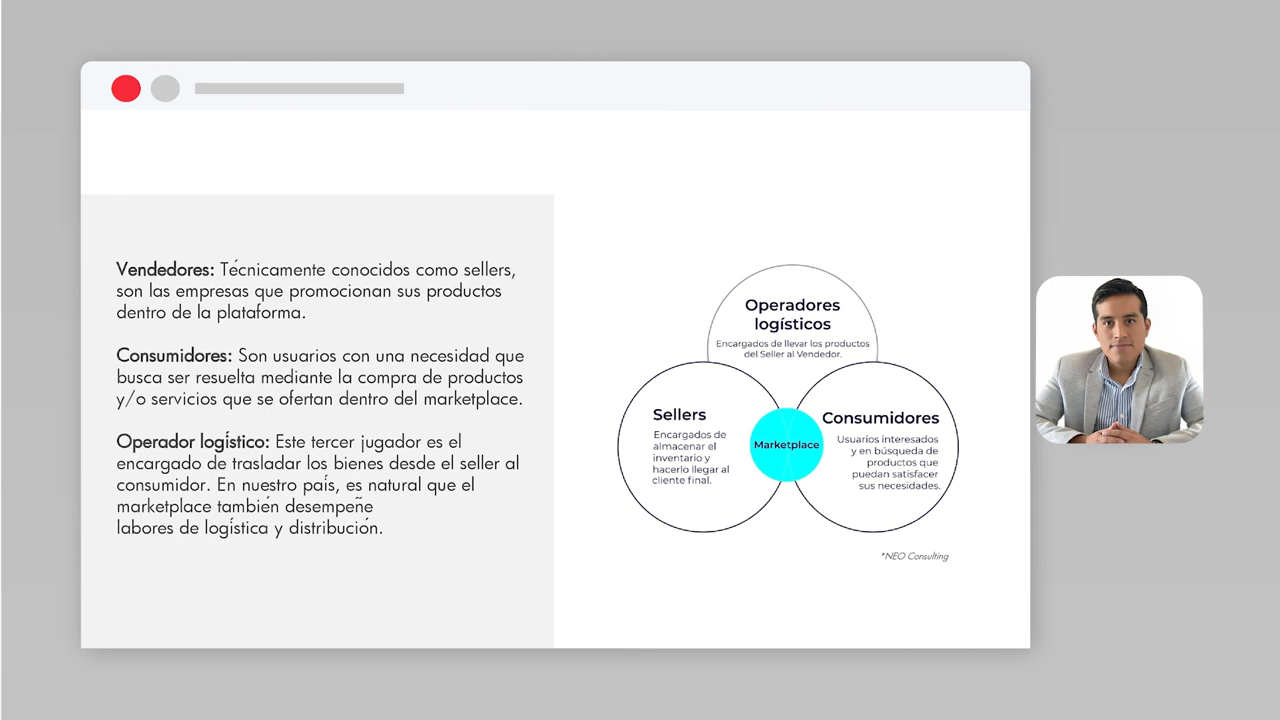 Vendedores: Técnicamente conocidos como sellers,
son las empresas que promocionan sus productos
dentro de la plataforma.
Consumidores: Son usuarios con una necesidad que
busca ser resuelta mediante la compra de productos
y/o servicios que se ofertan dentro del marketplace.
Operador logístico: Este tercer jugador es el
encargado de trasladar los bienes desde el seller al
consumidor. En nuestro país, es natural que el
marketplace también desempeñe
labores de logística y distribución.
Operadores
logísticos
Encargados de llevar los productos
del Seller al Vendedor.
Sellers
Encargados de
almacenar el
inventario y
hacerlo llegar al
cliente final.
Marketplace
Consumidores
Usuarios interesados
y en búsqueda de
productos que
puedan satisfacer
sus necesidades.
*NEO Consulting